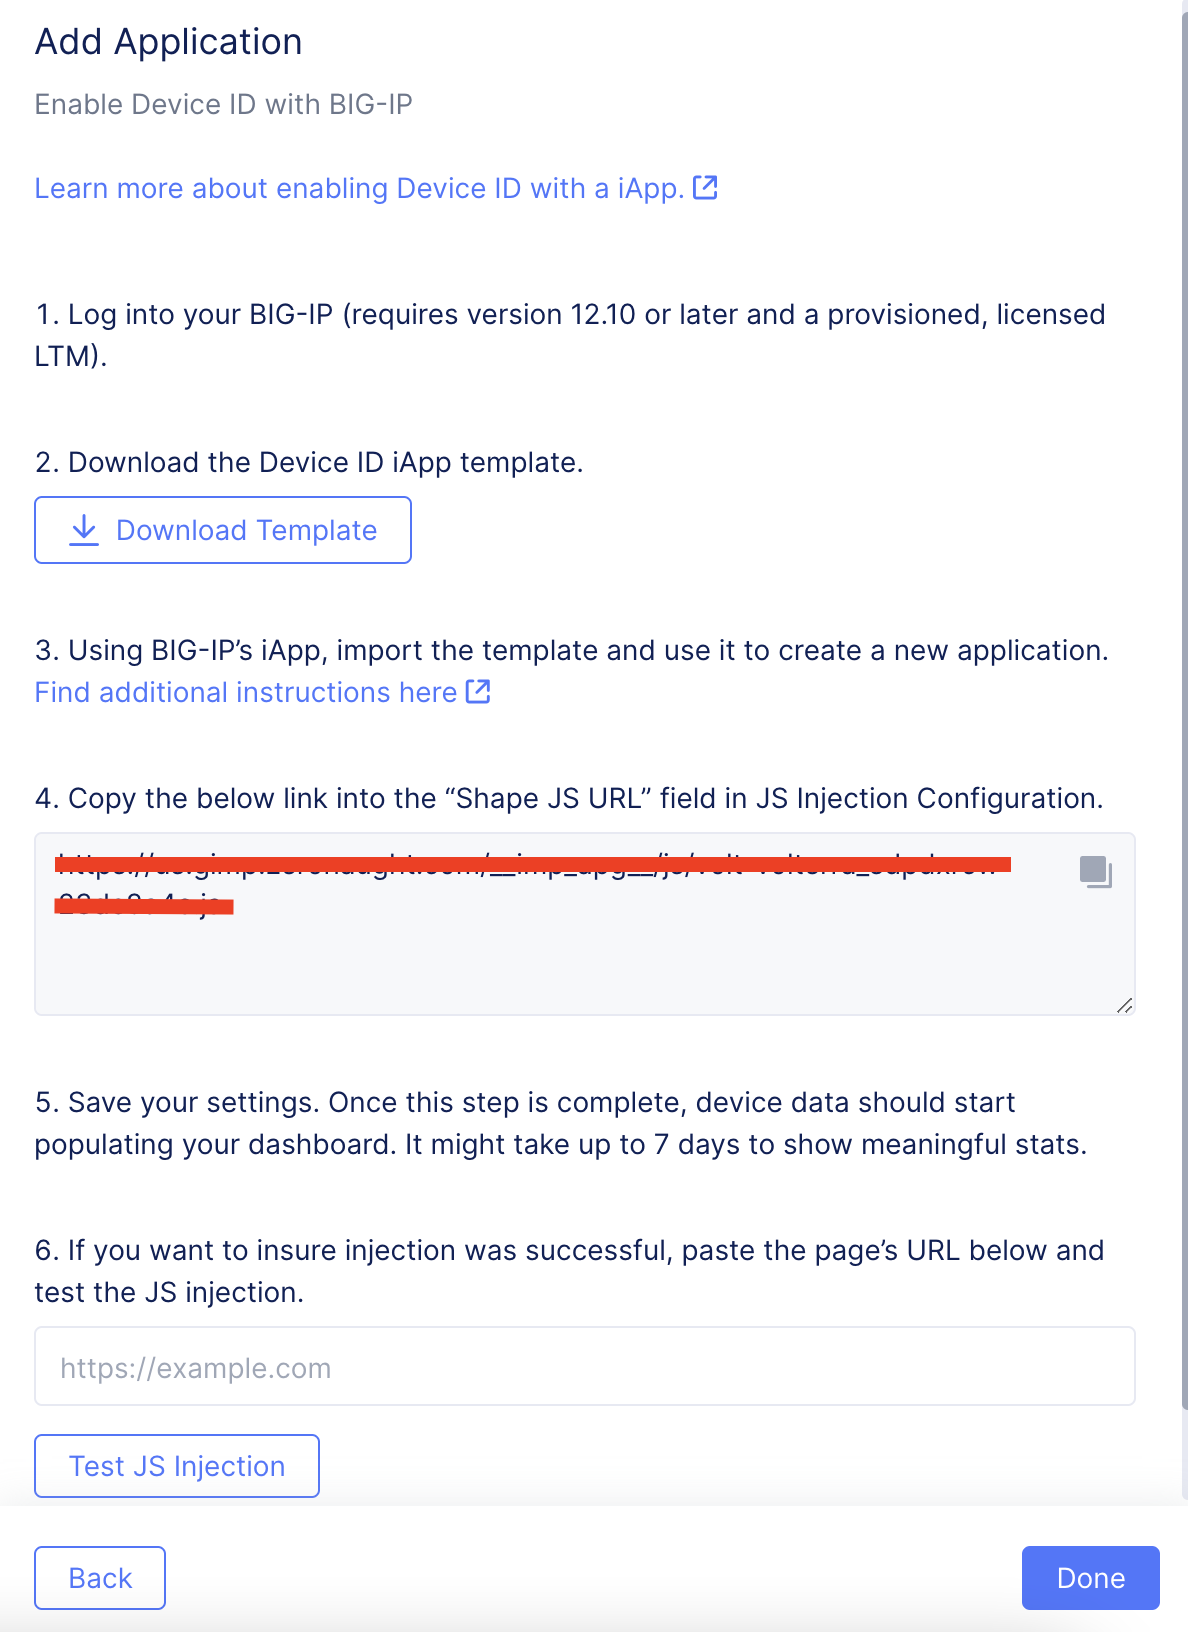 Add Application
Enable Device ID with BIG-IP
Learn more about enabling Device ID with a iApp.
1. Log into your BIG-IP (requires version 12.10 or later and a provisioned, licensed
LTM).
2. Download the Device ID iApp template.
Download Template
3. Using BIG-IP’s iApp, import the template and use it to create a new application.
Find additional instructions here
4. Copy the below link into the “Shape JS URL” field in JS Injection Configuration.
5. Save your settings. Once this step is complete, device data should start
populating your dashboard. It might take up to 7 days to show meaningful stats.
6. If you want to insure injection was successful, paste the page’s URL below and
test the JS injection.
https://example.com
Test JS Injection
Back
Done